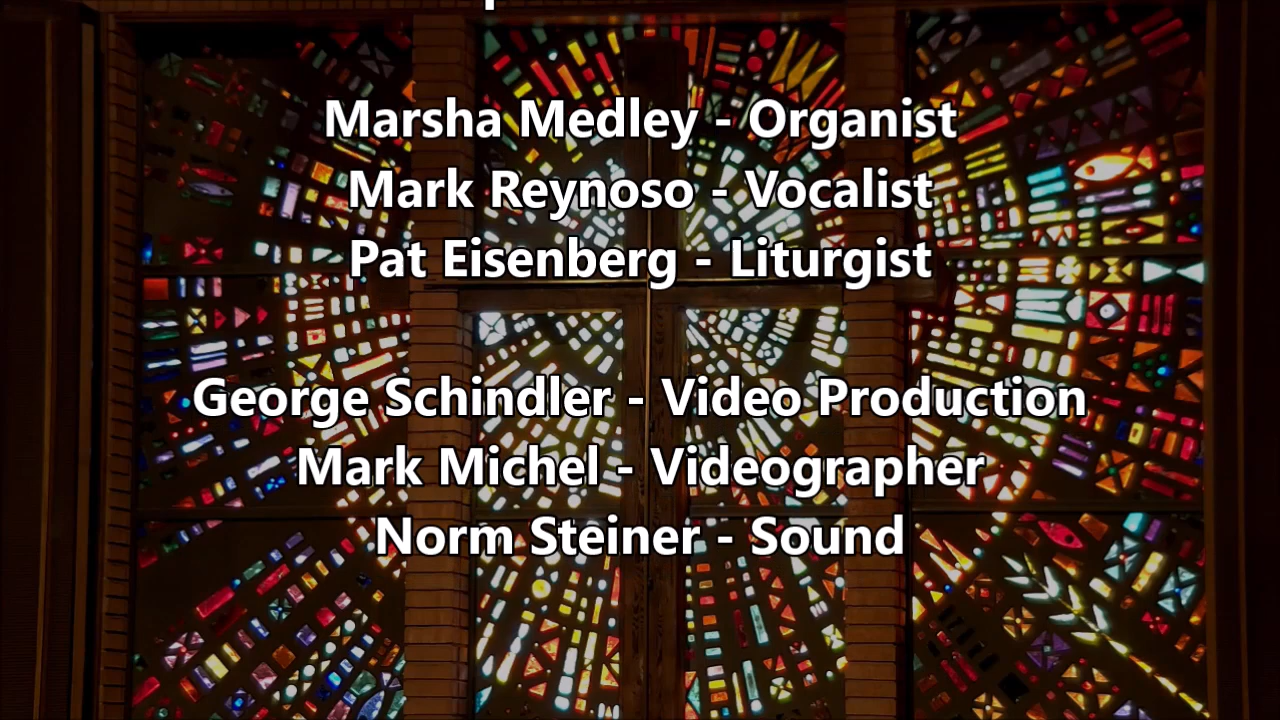 Marsha Medley - Organist
Mark Reynoso - Vocalist
Pat Eisenberg - Liturgist
George Schindler - Video Production
Mark Michel - Videographer
Norm Steiner - Sound